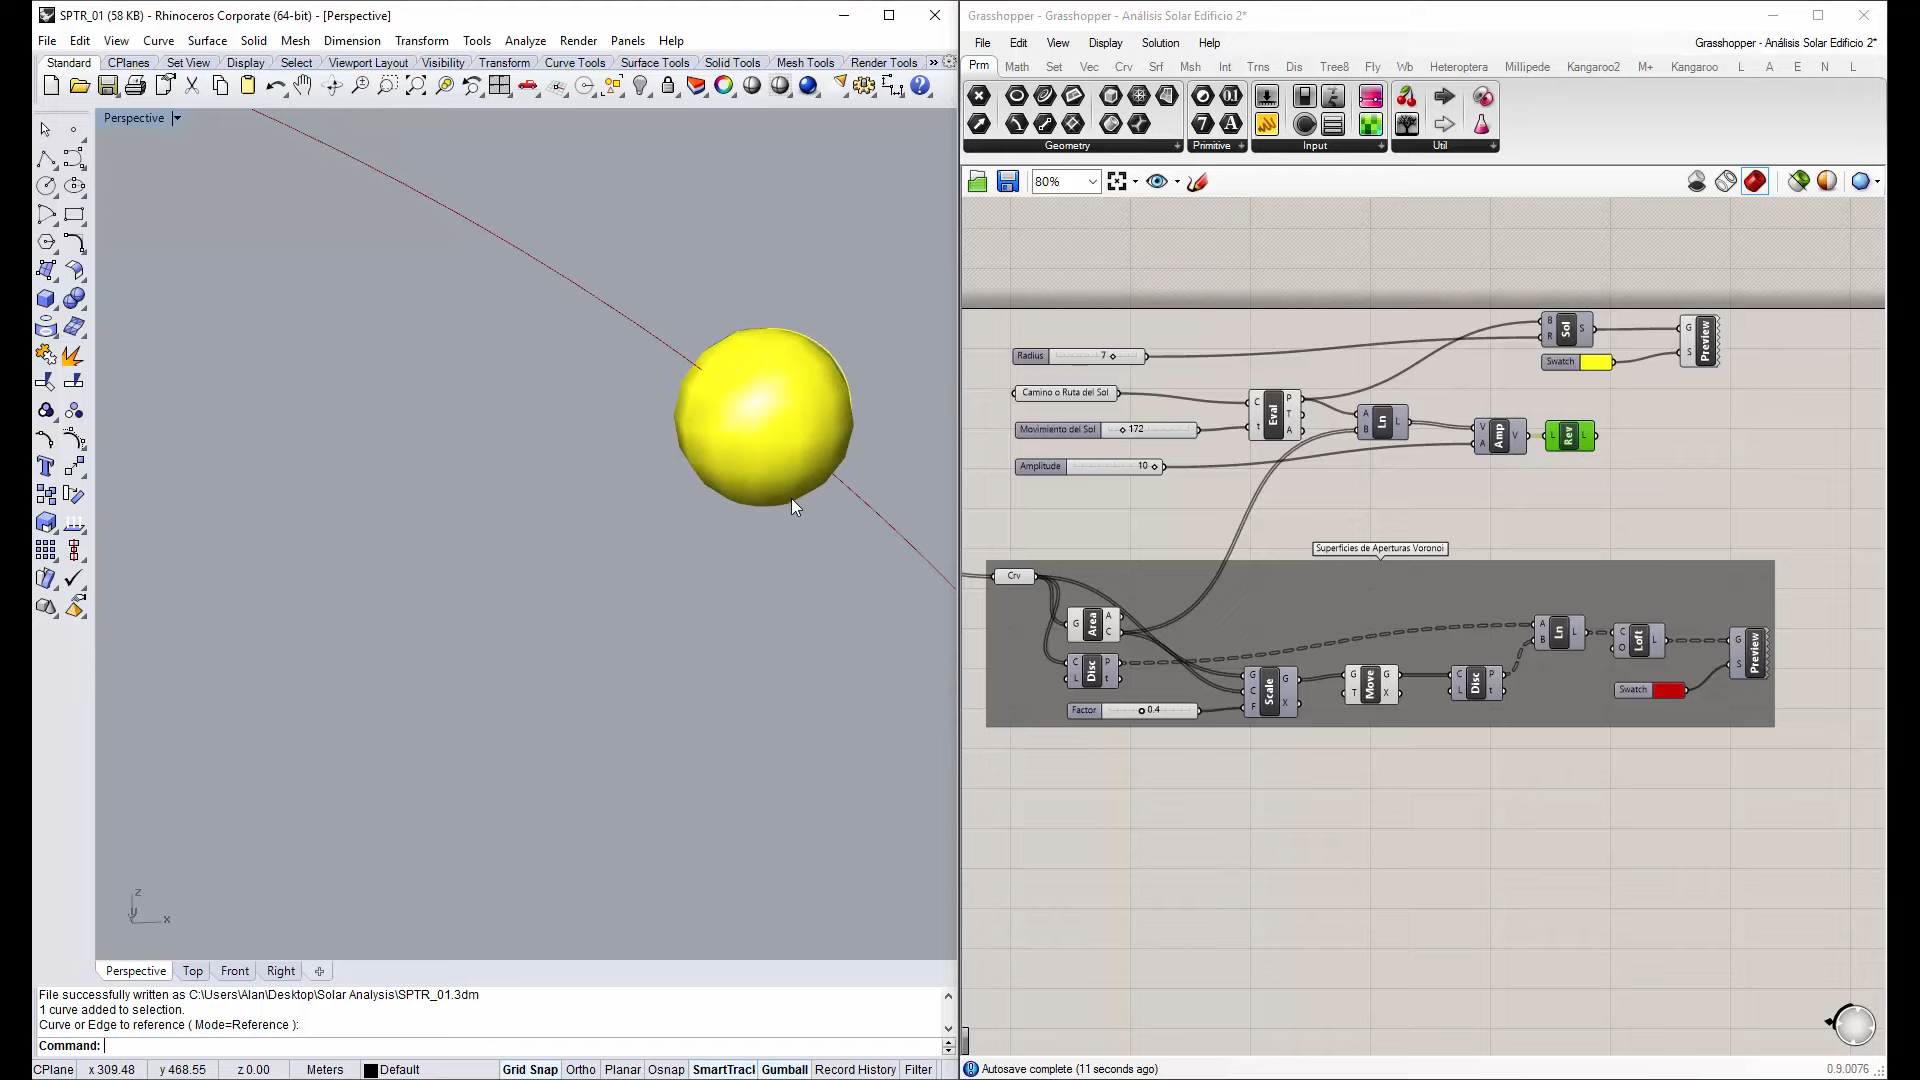 SPTR_01 (58 KB) - Rhinoceros Corporate (64-bit) - [Perspective]
File Edit View Curve Surface Solid Mesh Dimension Transform Tools Analyze Render Panels Help
Standard CPlanes Set View Display Select Viewport Layout Visibility Transform Curve Tools Surface Tools Solid Tools Mesh Tools Render Tools »
Perspective
z
y
x
Perspective Top Front Right
File successfully written as C:\Users\Alan\Desktop\Solar Analysis\SPTR_01.3dm
1 curve added to selection.
Curve or Edge to reference ( Mode=Reference ):
Command:
CPlane x 309.48 y 468.55 z 0.00 Meters Default Grid Snap Ortho Planar Osnap SmartTracl Gumball Record History Filter
Grasshopper - Grasshopper - Análisis Solar Edificio 2*
File Edit View Display Solution Help
Grasshopper - Análisis Solar Edificio 2*
Prm Math Set Vec Crv Srf Msh Int Trns Dis Tree8 Fly Wb Heteroptera Millipede Kangaroo2 M+ Kangaroo L A E N L
Geometry Primitive Input Util
80%
B R Sol S
Swatch
G S Preview
Radius 7
Camino o Ruta del Sol
Movimiento del Sol 172
Amplitude 10
C t Eval P T A
A B Ln L
V A Amp V
L Rev L
Superficies de Aperturas Voronoi
Crv
G Area A C
C L Disc P t
Factor 0.4
G C F Scale G X
G T Move G X
C L Disc P t
A B Ln L
C O Loft L
Swatch
G S Preview
Autosave complete (11 seconds ago)
0.9.0076